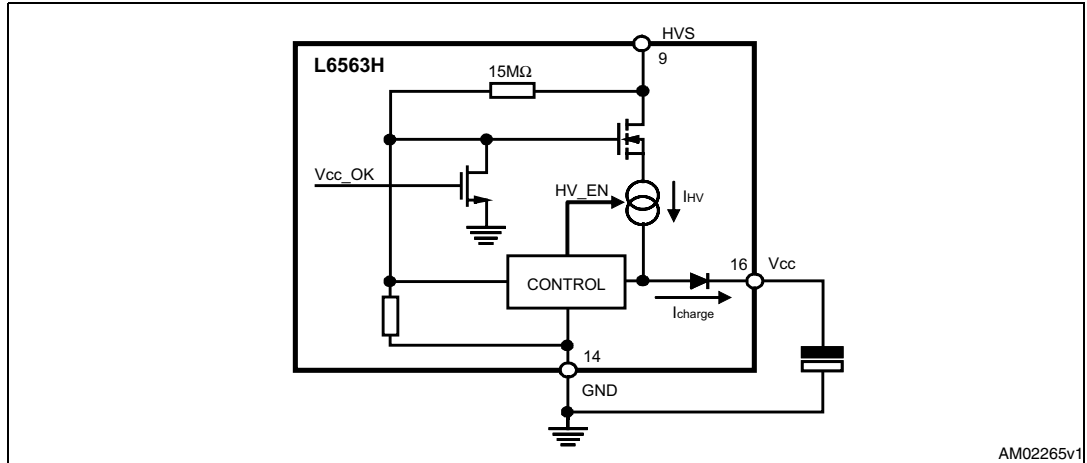 HVS
9
L6563H
15MΩ
Vcc_OK
HV_EN
IHV
16
Vcc
CONTROL
Icharge
14
GND
AM02265v1